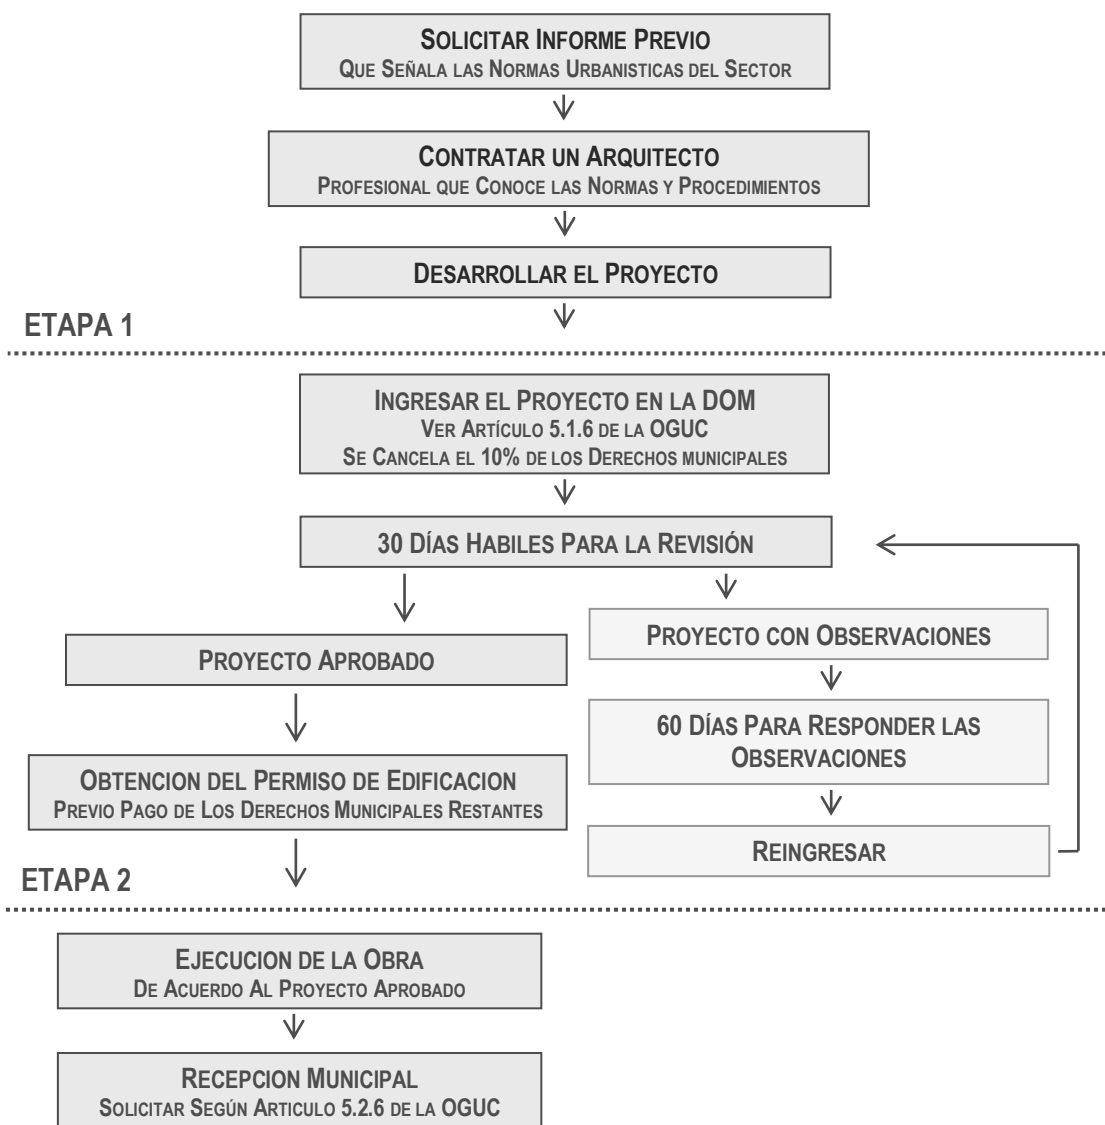 SOLICITAR INFORME PREVIO
QUE SEÑALA LAS NORMAS URBANISTICAS DEL SECTOR
CONTRATAR UN ARQUITECTO
PROFESIONAL QUE CONOCE LAS NORMAS Y PROCEDIMIENTOS
DESARROLLAR EL PROYECTO
ETAPA 1
INGRESAR EL PROYECTO EN LA DOM
VER ARTÍCULO 5.1.6 DE LA OGUC
SE CANCELA EL 10% DE LOS DERECHOS MUNICIPALES
30 DÍAS HABILES PARA LA REVISIÓN
PROYECTO APROBADO
OBTENCION DEL PERMISO DE EDIFICACION
PREVIO PAGO DE LOS DERECHOS MUNICIPALES RESTANTES
PROYECTO CON OBSERVACIONES
60 DÍAS PARA RESPONDER LAS
OBSERVACIONES
REINGRESAR
ETAPA 2
EJECUCION DE LA OBRA
DE ACUERDO AL PROYECTO APROBADO
RECEPCION MUNICIPAL
SOLICITAR SEGÚN ARTICULO 5.2.6 DE LA OGUC